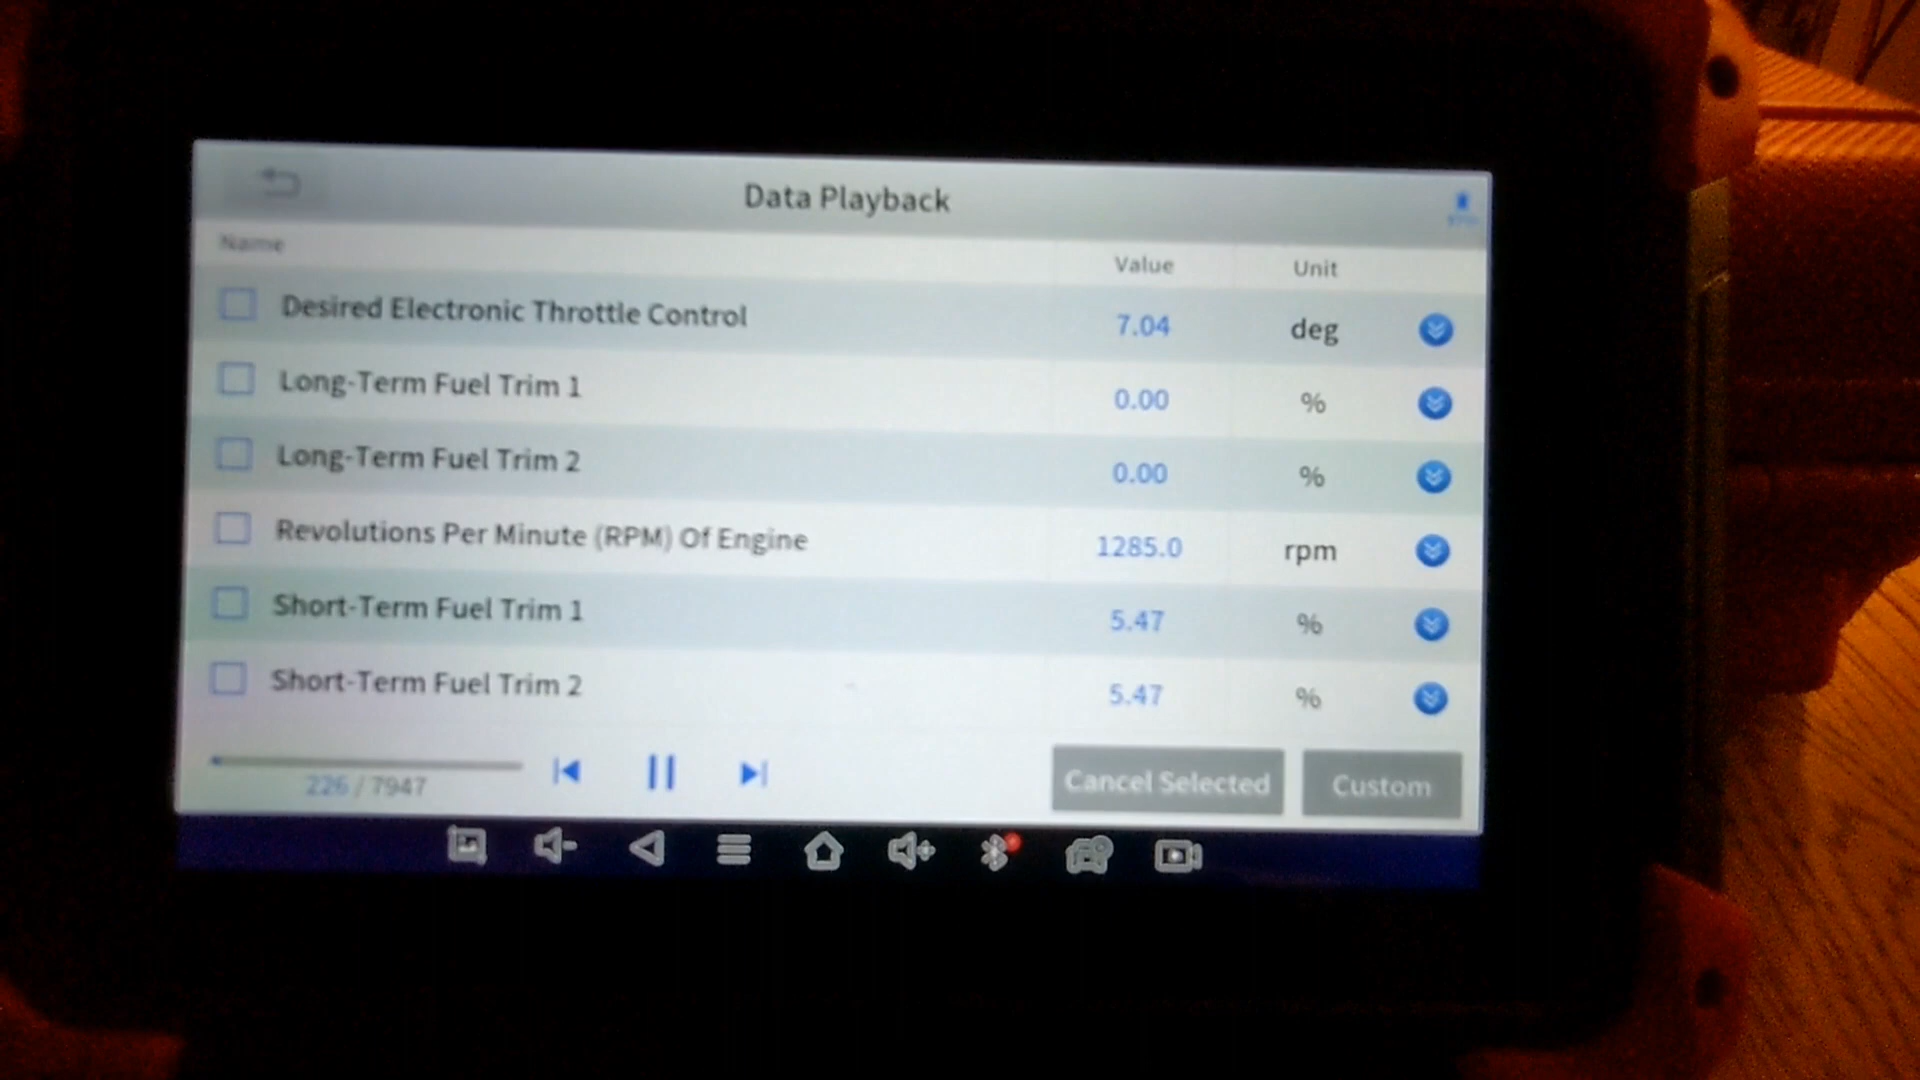 Data Playback
Name Value Unit
Desired Electronic Throttle Control 7.04 deg
Long-Term Fuel Trim 1 0.00 %
Long-Term Fuel Trim 2 0.00 %
Revolutions Per Minute (RPM) Of Engine 1285.0 rpm
Short-Term Fuel Trim 1 5.47 %
Short-Term Fuel Trim 2 5.47 %
226 / 7947
Cancel Selected Custom